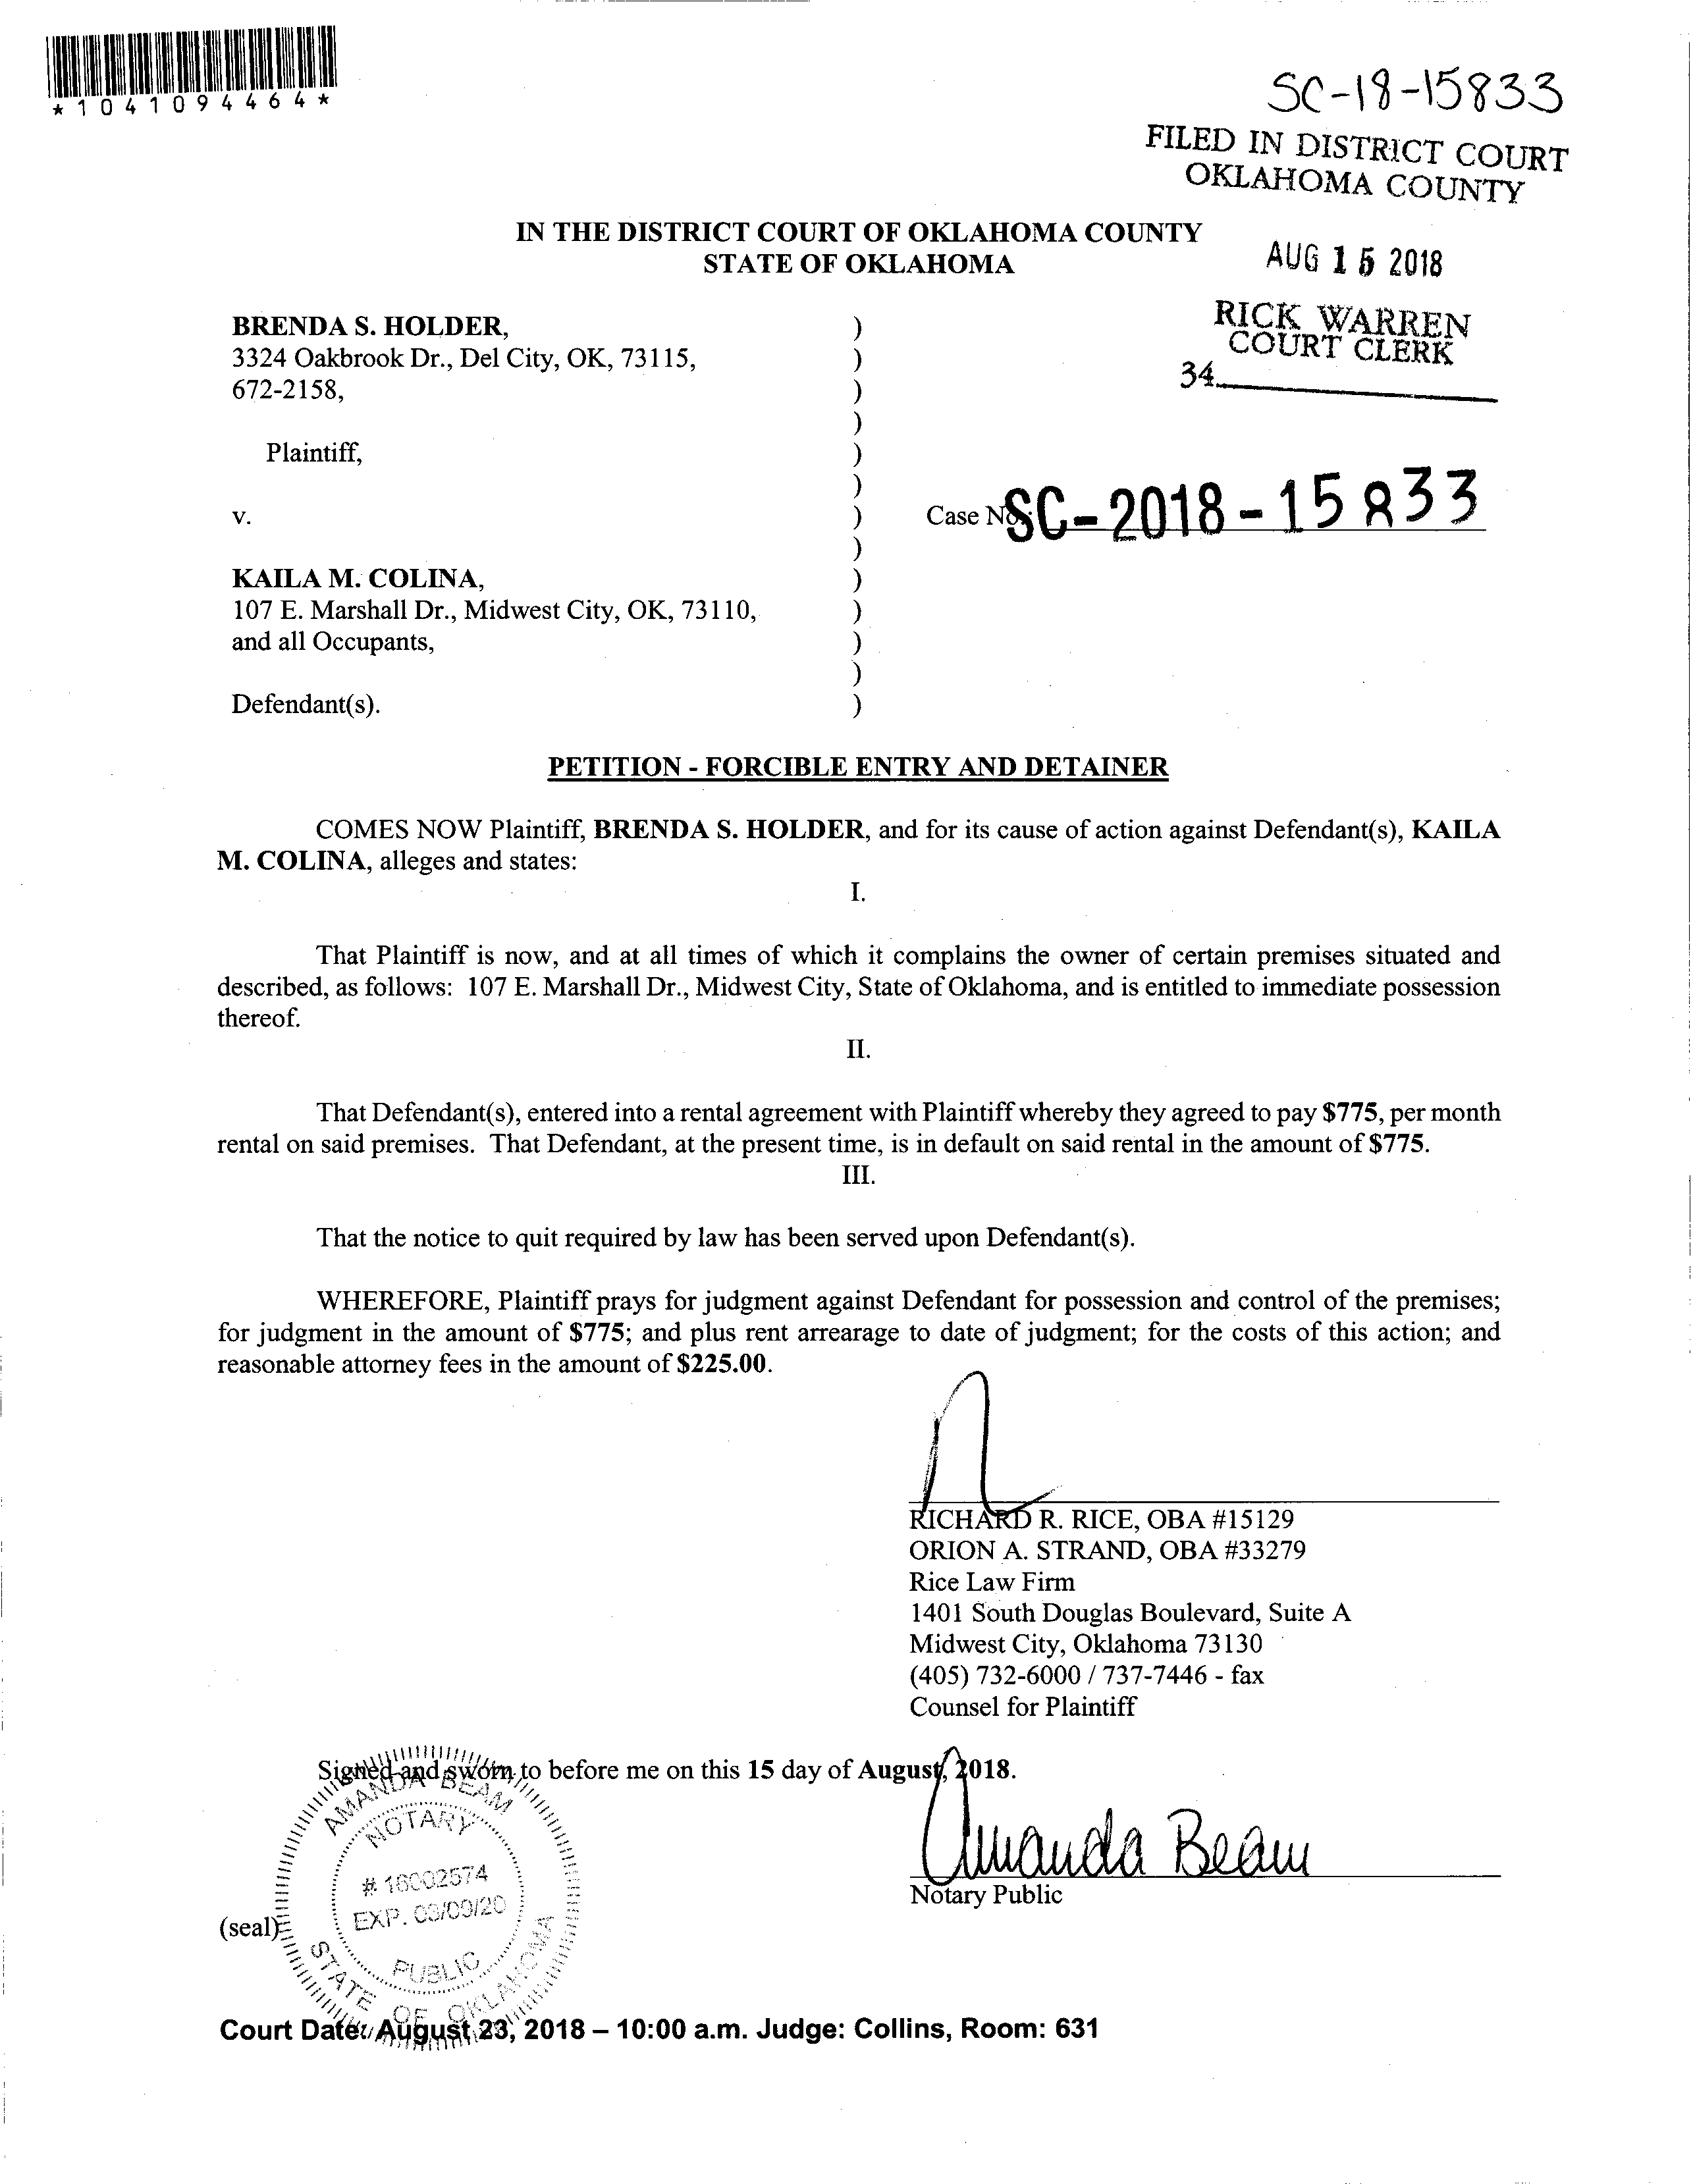 *1041094464*
SC-18-15833
FILED IN DISTRICT COURT
OKLAHOMA COUNTY
IN THE DISTRICT COURT OF OKLAHOMA COUNTY
STATE OF OKLAHOMA
AUG 15 2018
RICK WARREN
COURT CLERK
34
BRENDA S. HOLDER, )
3324 Oakbrook Dr., Del City, OK, 73115, )
672-2158, )
)
Plaintiff, )
)
v. ) Case No. SC-2018-15833
)
KAILA M. COLINA, )
107 E. Marshall Dr., Midwest City, OK, 73110, )
and all Occupants, )
)
Defendant(s). )
PETITION - FORCIBLE ENTRY AND DETAINER
COMES NOW Plaintiff, BRENDA S. HOLDER, and for its cause of action against Defendant(s), KAILA
M. COLINA, alleges and states:
I.
That Plaintiff is now, and at all times of which it complains the owner of certain premises situated and
described, as follows: 107 E. Marshall Dr., Midwest City, State of Oklahoma, and is entitled to immediate possession
thereof.
II.
That Defendant(s), entered into a rental agreement with Plaintiff whereby they agreed to pay $775, per month
rental on said premises. That Defendant, at the present time, is in default on said rental in the amount of $775.
III.
That the notice to quit required by law has been served upon Defendant(s).
WHEREFORE, Plaintiff prays for judgment against Defendant for possession and control of the premises;
for judgment in the amount of $775; and plus rent arrearage to date of judgment; for the costs of this action; and
reasonable attorney fees in the amount of $225.00.
RICHARD R. RICE, OBA #15129
ORION A. STRAND, OBA #33279
Rice Law Firm
1401 South Douglas Boulevard, Suite A
Midwest City, Oklahoma 73130
(405) 732-6000 / 737-7446 - fax
Counsel for Plaintiff
Signed and sworn to before me on this 15 day of August, 2018.
AMANDA BEAM
NOTARY
# 16002574
EXP. 03/09/20
PUBLIC
STATE OF OKLAHOMA
Amanda Beam
Notary Public
(seal)
Court Date: August 23, 2018 – 10:00 a.m. Judge: Collins, Room: 631